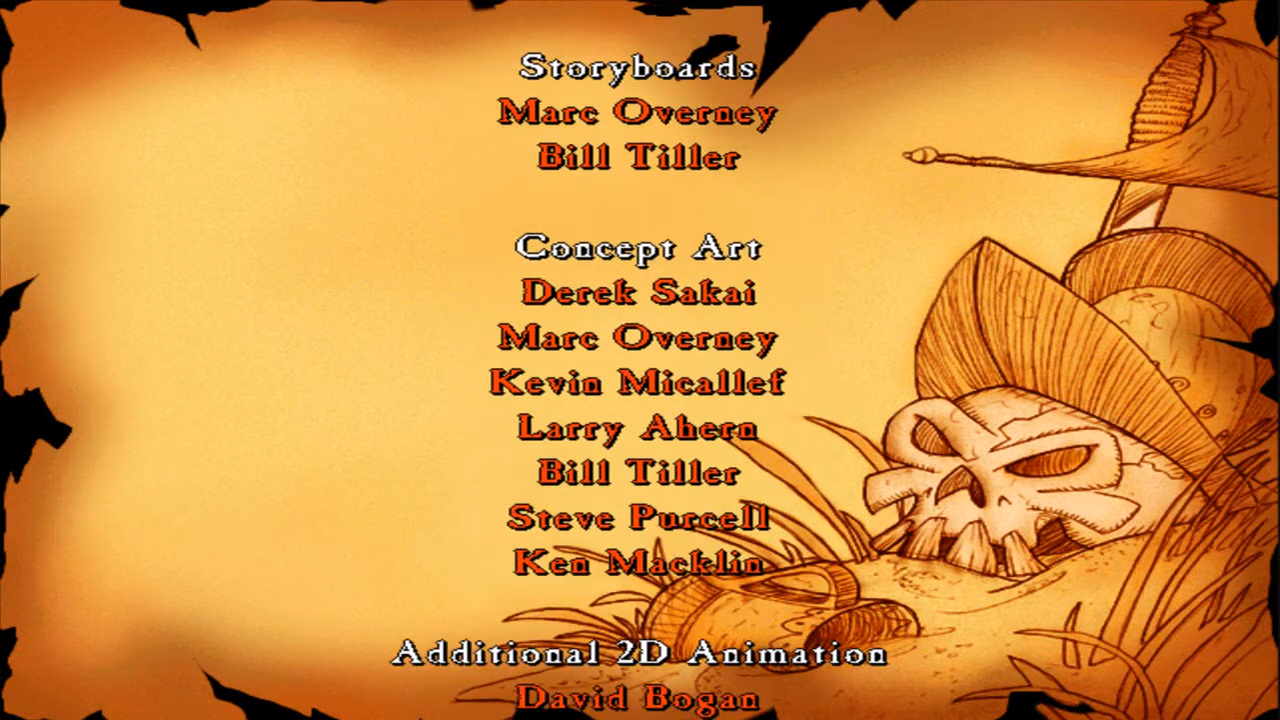 Storyboards
Marc Overney
Bill Tiller
Concept Art
Derek Sakai
Marc Overney
Kevin Micallef
Larry Ahern
Bill Tiller
Steve Purcell
Ken Macklin
Additional 2D Animation
David Bogan